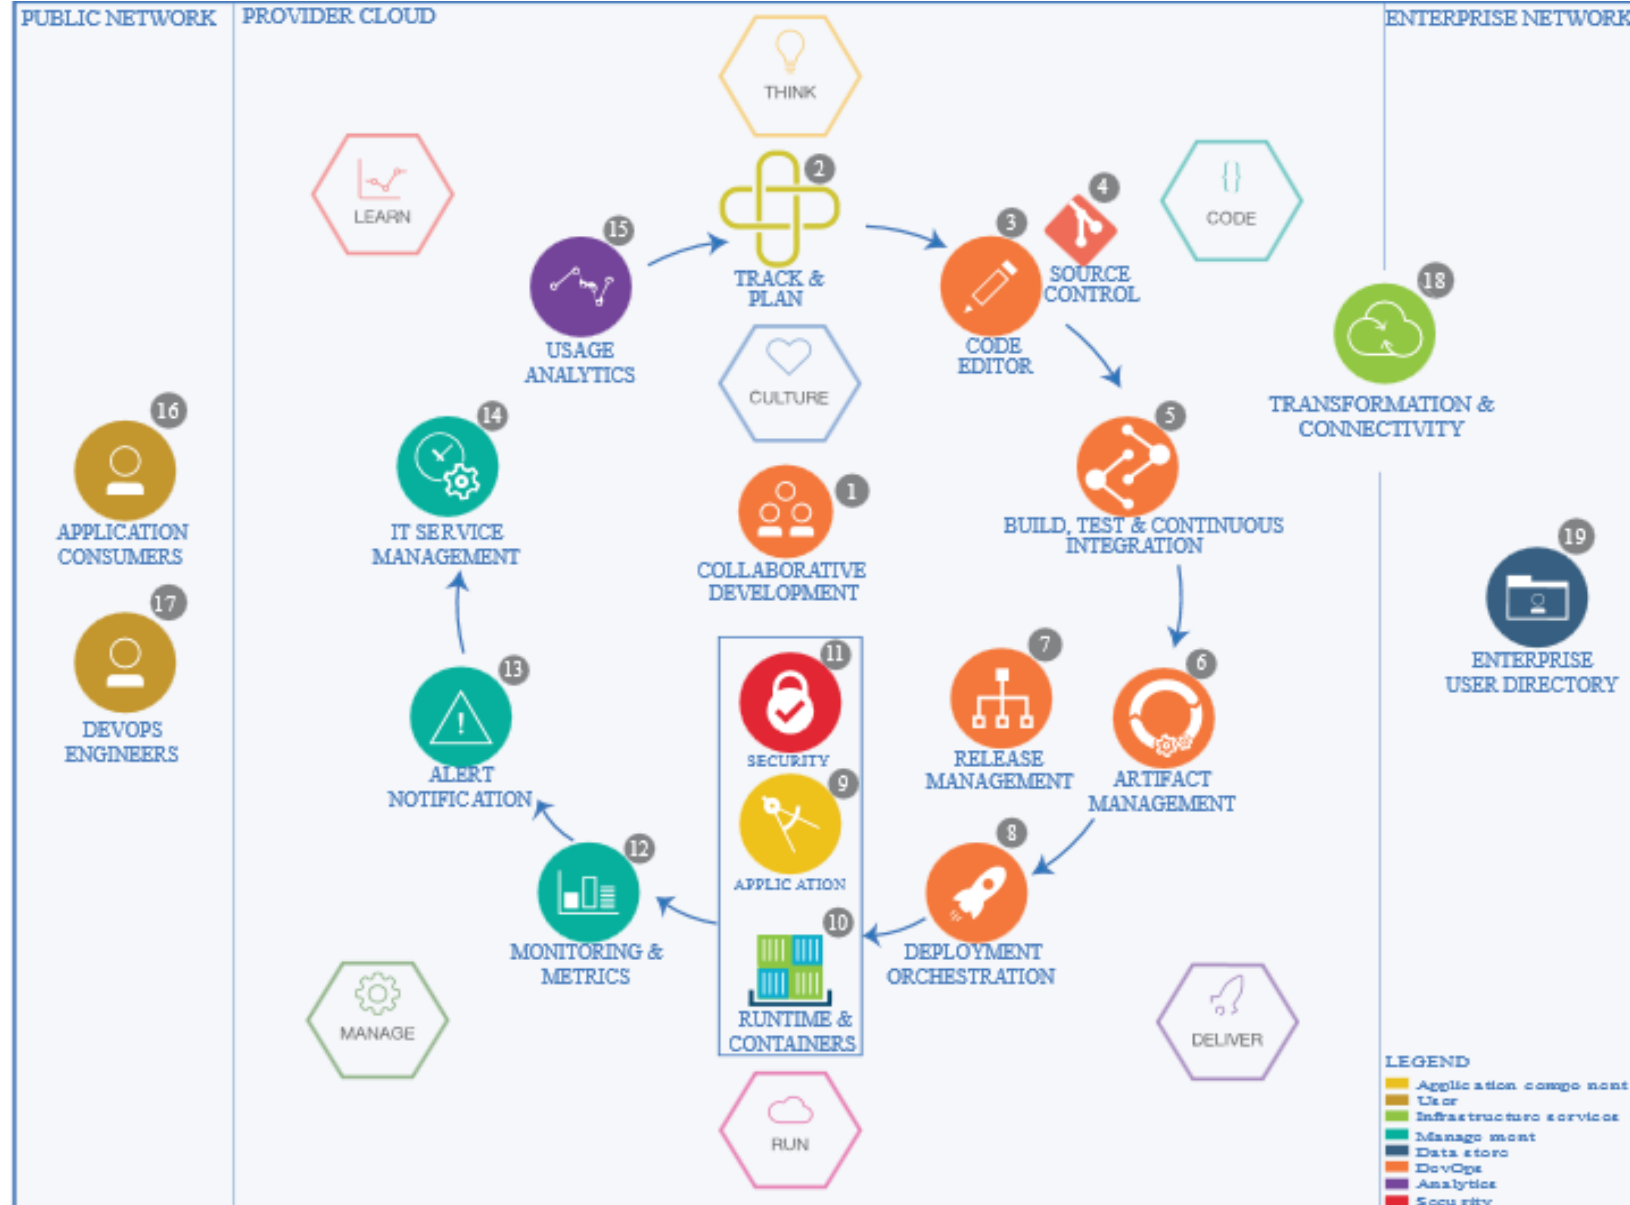 PUBLIC NETWORK
PROVIDER CLOUD
ENTERPRISE NETWORK
THINK
LEARN
CODE
2
TRACK &
PLAN
15
USAGE
ANALYTICS
3
CODE
EDITOR
4
SOURCE
CONTROL
18
TRANSFORMATION &
CONNECTIVITY
CULTURE
16
APPLICATION
CONSUMERS
14
IT SERVICE
MANAGEMENT
1
COLLABORATIVE
DEVELOPMENT
5
BUILD, TEST & CONTINUOUS
INTEGRATION
19
ENTERPRISE
USER DIRECTORY
17
DEVOPS
ENGINEERS
13
ALERT
NOTIFICATION
11
SECURITY
7
RELEASE
MANAGEMENT
6
ARTIFACT
MANAGEMENT
9
APPLICATION
12
MONITORING &
METRICS
10
RUNTIME &
CONTAINERS
8
DEPLOYMENT
ORCHESTRATION
MANAGE
DELIVER
RUN
LEGEND
Application component
User
Infrastructure services
Management
Data store
DevOps
Analytics
Security